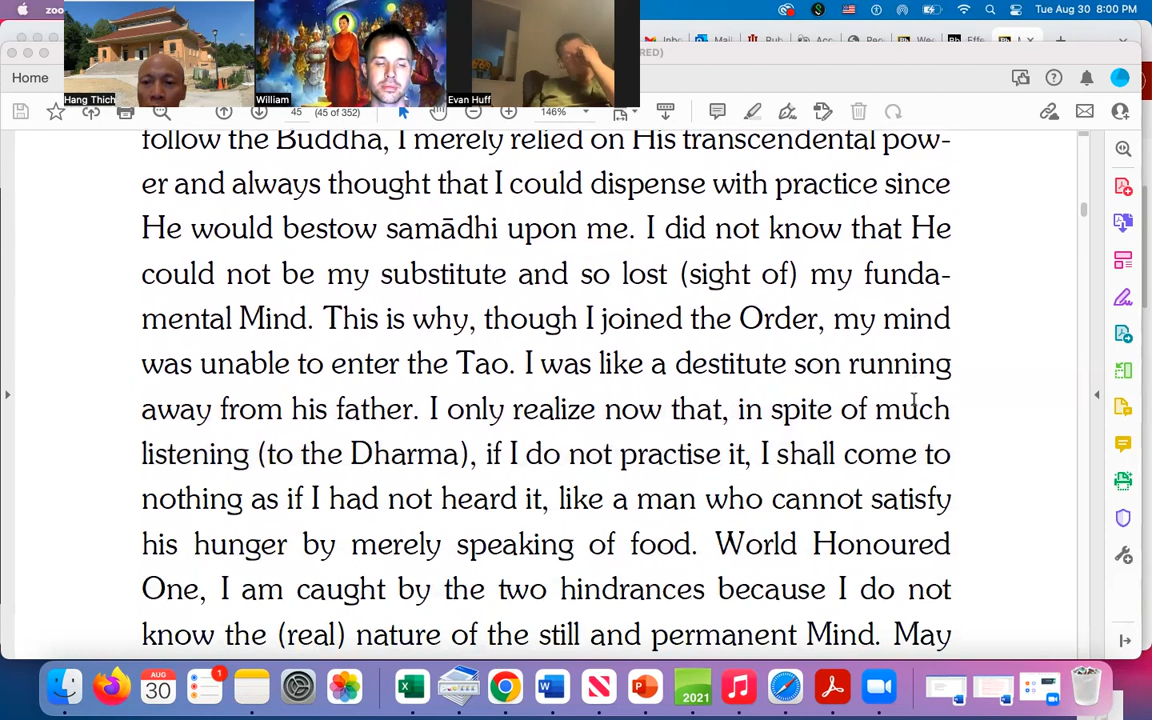 zoo
Tue Aug 30 8:00 PM
Hang Thich
William
Evan Huff
RED)
Home
45 (45 of 352)
146%
follow the Buddha, I merely relied on His transcendental pow-
er and always thought that I could dispense with practice since
He would bestow samādhi upon me. I did not know that He
could not be my substitute and so lost (sight of) my funda-
mental Mind. This is why, though I joined the Order, my mind
was unable to enter the Tao. I was like a destitute son running
away from his father. I only realize now that, in spite of much
listening (to the Dharma), if I do not practise it, I shall come to
nothing as if I had not heard it, like a man who cannot satisfy
his hunger by merely speaking of food. World Honoured
One, I am caught by the two hindrances because I do not
know the (real) nature of the still and permanent Mind. May
AUG
30
1
2021